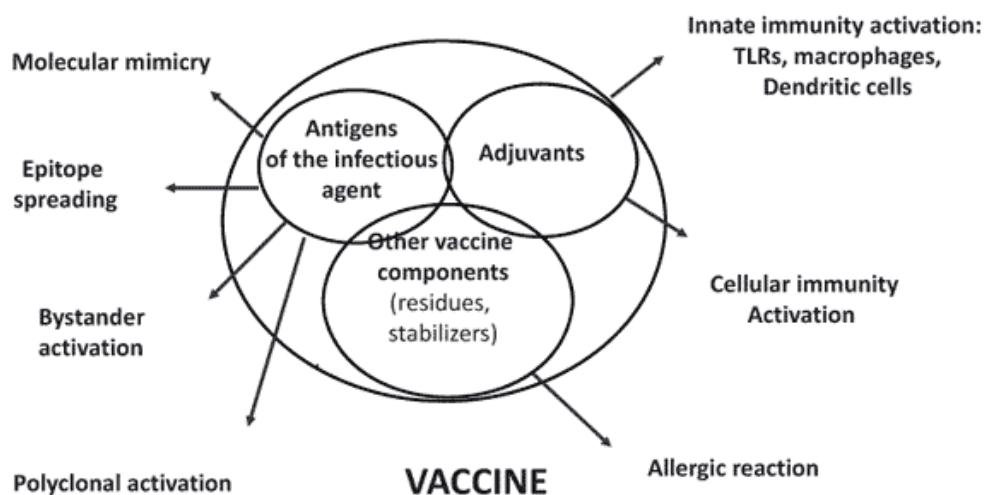 Innate immunity activation:
TLRs, macrophages,
Dendritic cells
Molecular mimicry
Antigens
of the infectious
agent
Adjuvants
Epitope
spreading
Other vaccine
components
(residues,
stabilizers)
Cellular immunity
Activation
Bystander
activation
Polyclonal activation
VACCINE
Allergic reaction